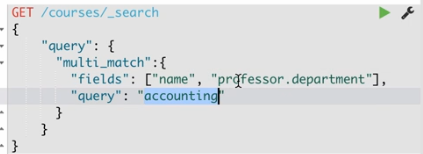 GET /courses/_search
{
"query": {
"multi_match":{
"fields": ["name", "professor.department"],
"query": "accounting"
}
}
}